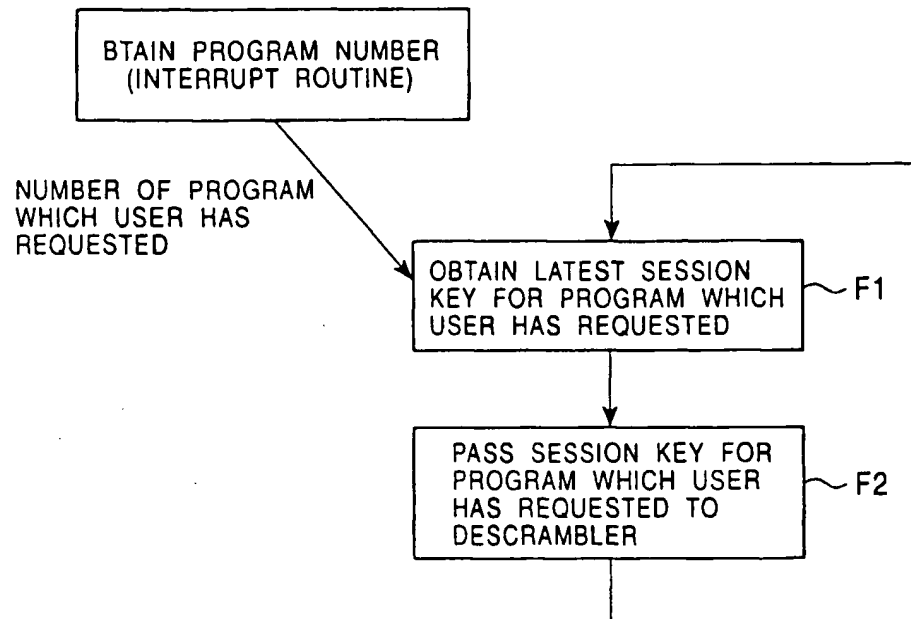 BTAIN PROGRAM NUMBER
(INTERRUPT ROUTINE)
NUMBER OF PROGRAM
WHICH USER HAS
REQUESTED
OBTAIN LATEST SESSION
KEY FOR PROGRAM WHICH
USER HAS REQUESTED
F1
PASS SESSION KEY FOR
PROGRAM WHICH USER
HAS REQUESTED TO
DESCRAMBLER
F2